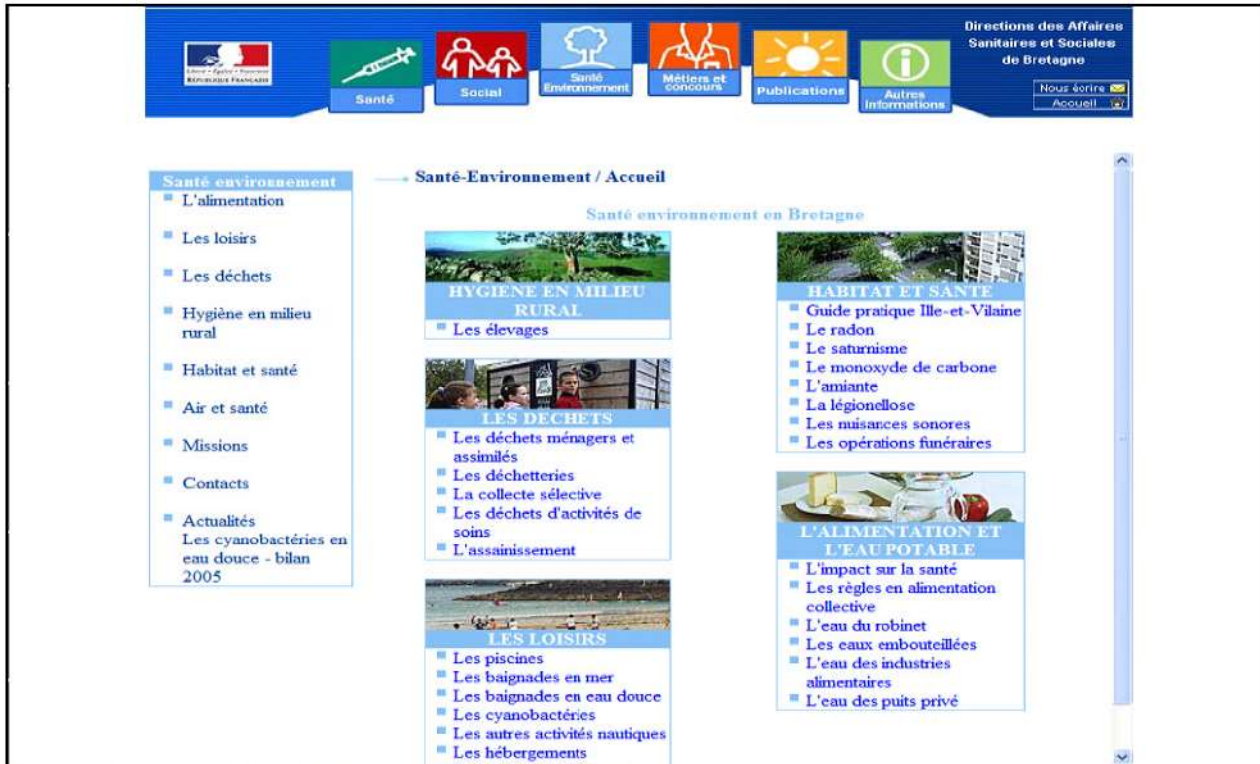 Directions des Affaires
Sanitaires et Sociales
de Bretagne
Liberté • Égalité • Fraternité
RÉPUBLIQUE FRANÇAISE
Santé
Social
Santé
Environnement
Métiers et
concours
Publications
Autres
Informations
Nous écrire
Accueil
Santé environnement
L'alimentation
Les loisirs
Les déchets
Hygiène en milieu
rural
Habitat et santé
Air et santé
Missions
Contacts
Actualités
Les cyanobactéries en
eau douce - bilan
2005
Santé-Environnement / Accueil
Santé environnement en Bretagne
HYGIENE EN MILIEU
RURAL
Les élevages
LES DECHETS
Les déchets ménagers et
assimilés
Les déchetteries
La collecte sélective
Les déchets d'activités de
soins
L'assainissement
LES LOISIRS
Les piscines
Les baignades en mer
Les baignades en eau douce
Les cyanobactéries
Les autres activités nautiques
Les hébergements
HABITAT ET SANTE
Guide pratique Ille-et-Vilaine
Le radon
Le saturnisme
Le monoxyde de carbone
L'amiante
La légionellose
Les nuisances sonores
Les opérations funéraires
L'ALIMENTATION ET
L'EAU POTABLE
L'impact sur la santé
Les règles en alimentation
collective
L'eau du robinet
Les eaux embouteillées
L'eau des industries
alimentaires
L'eau des puits privé